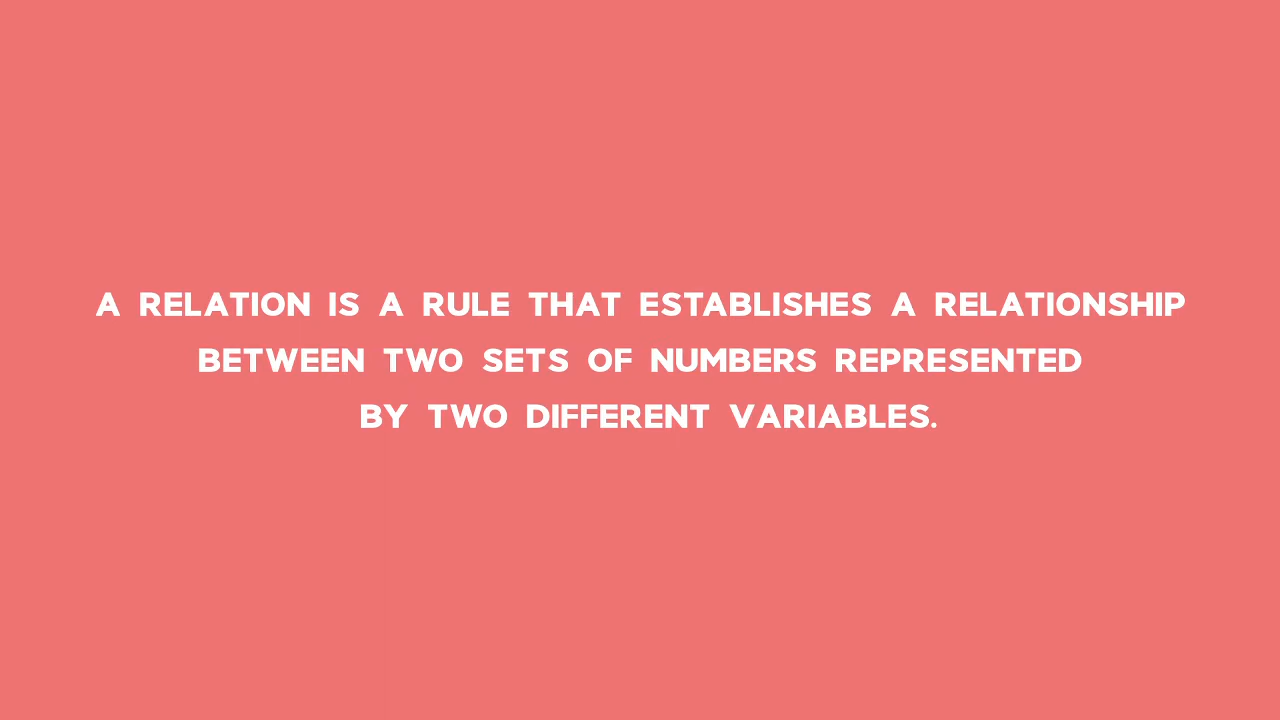 A RELATION IS A RULE THAT ESTABLISHES A RELATIONSHIP
BETWEEN TWO SETS OF NUMBERS REPRESENTED
BY TWO DIFFERENT VARIABLES.